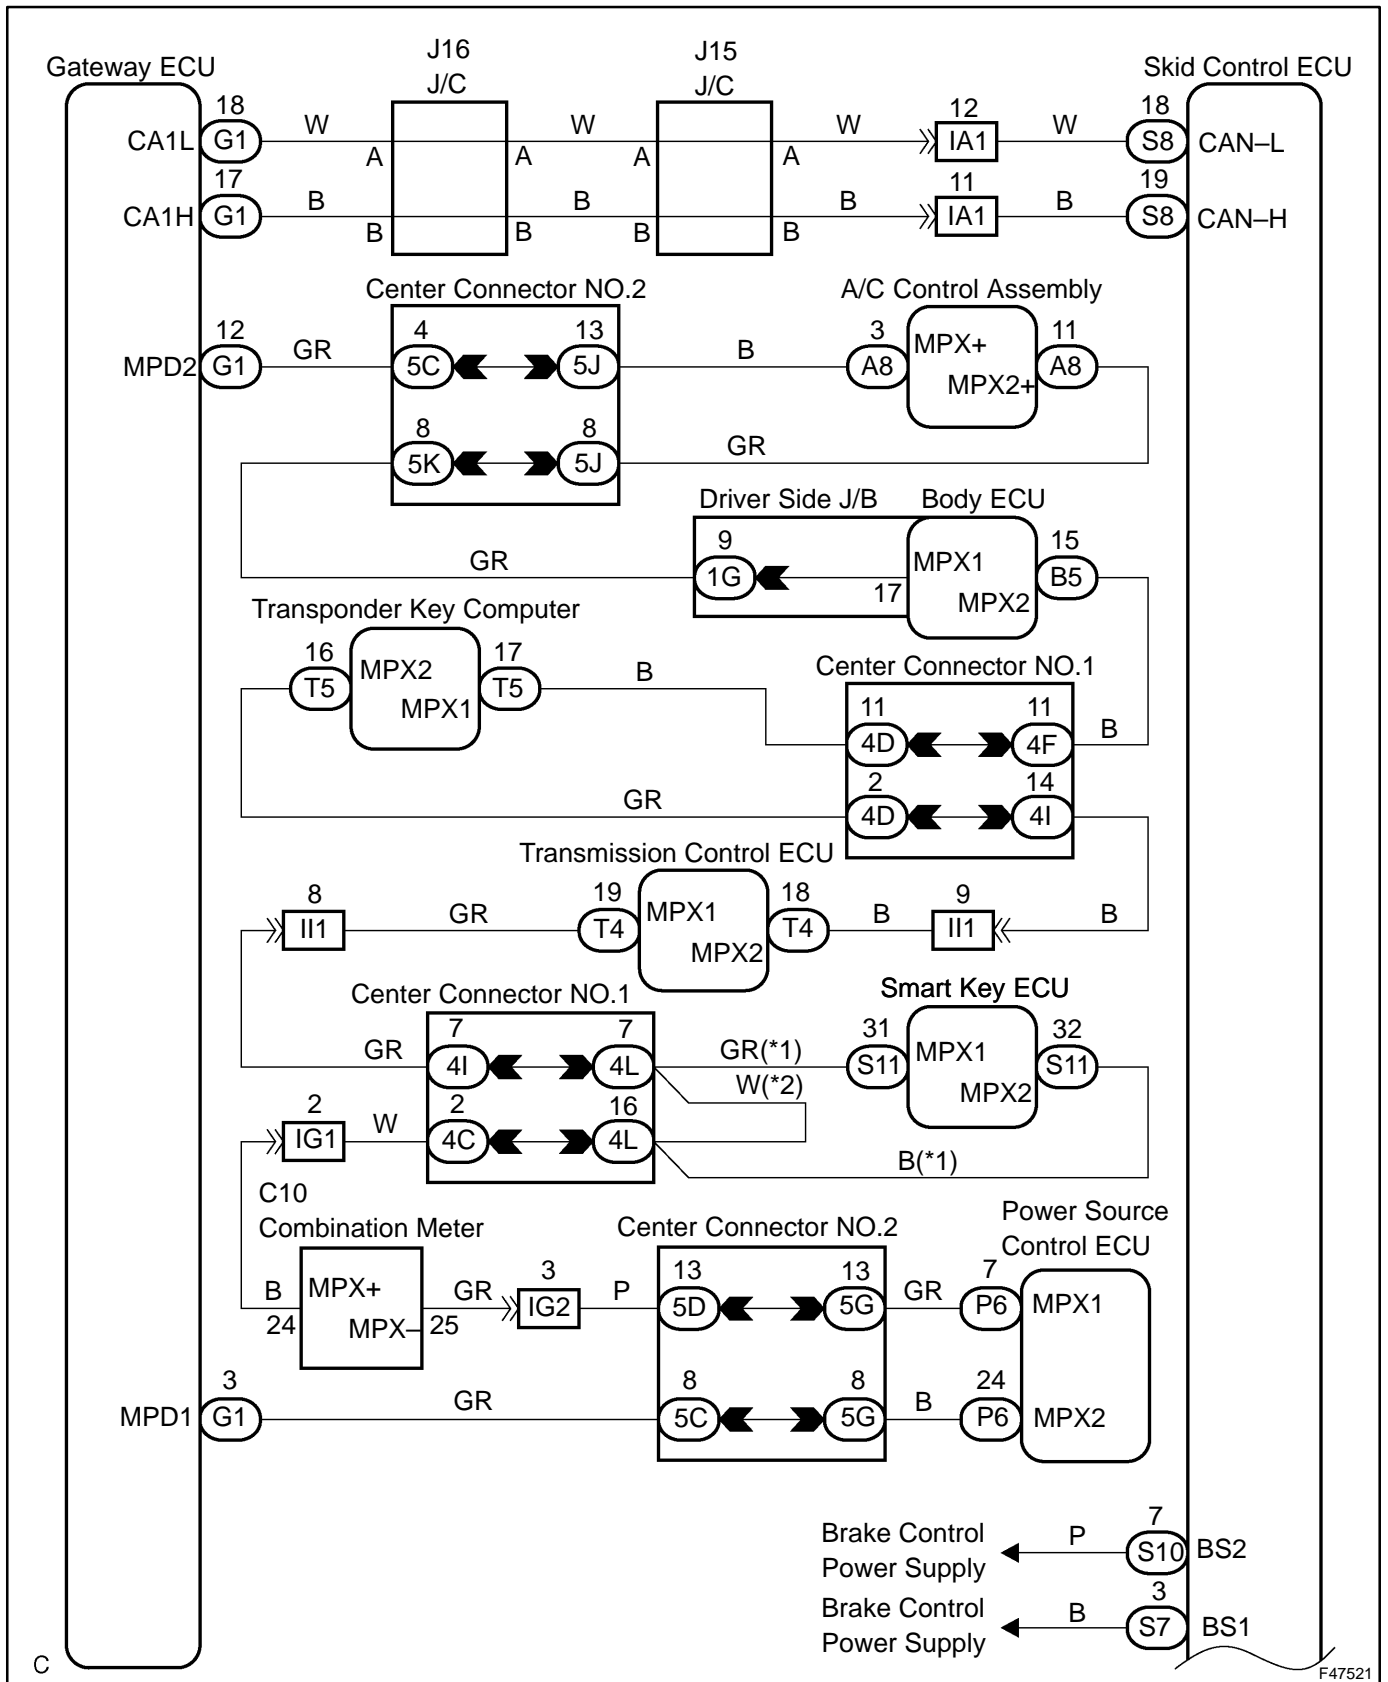 J16
J/C
J15
J/C
Gateway ECU
Skid Control ECU
18
12
18
CA1L
G1
W
W
W
IA1
W
S8
CAN–L
A
A
A
A
17
11
19
CA1H
G1
B
B
B
IA1
B
S8
CAN–H
B
B
B
B
Center Connector NO.2
A/C Control Assembly
12
4
13
3
11
MPD2
G1
GR
5C
5J
B
A8
MPX+
MPX2+
A8
8
8
5K
5J
GR
Driver Side J/B
Body ECU
9
15
GR
1G
17
MPX1
MPX2
B5
Transponder Key Computer
16
17
T5
MPX2
MPX1
T5
B
Center Connector NO.1
11
11
4D
4F
B
2
14
GR
4D
4I
Transmission Control ECU
8
19
18
9
II1
GR
T4
MPX1
MPX2
T4
B
II1
B
Center Connector NO.1
Smart Key ECU
7
7
31
32
GR
4I
4L
GR(*1)
S11
MPX1
MPX2
S11
W(*2)
2
2
16
IG1
W
4C
4L
B(*1)
C10
Combination Meter
Center Connector NO.2
Power Source
Control ECU
3
13
13
7
B
24
MPX+
MPX–
GR
25
IG2
P
5D
5G
GR
P6
MPX1
3
8
8
24
MPD1
G1
GR
5C
5G
B
P6
MPX2
7
Brake Control
Power Supply
P
S10
BS2
3
Brake Control
Power Supply
B
S7
BS1
C
F47521